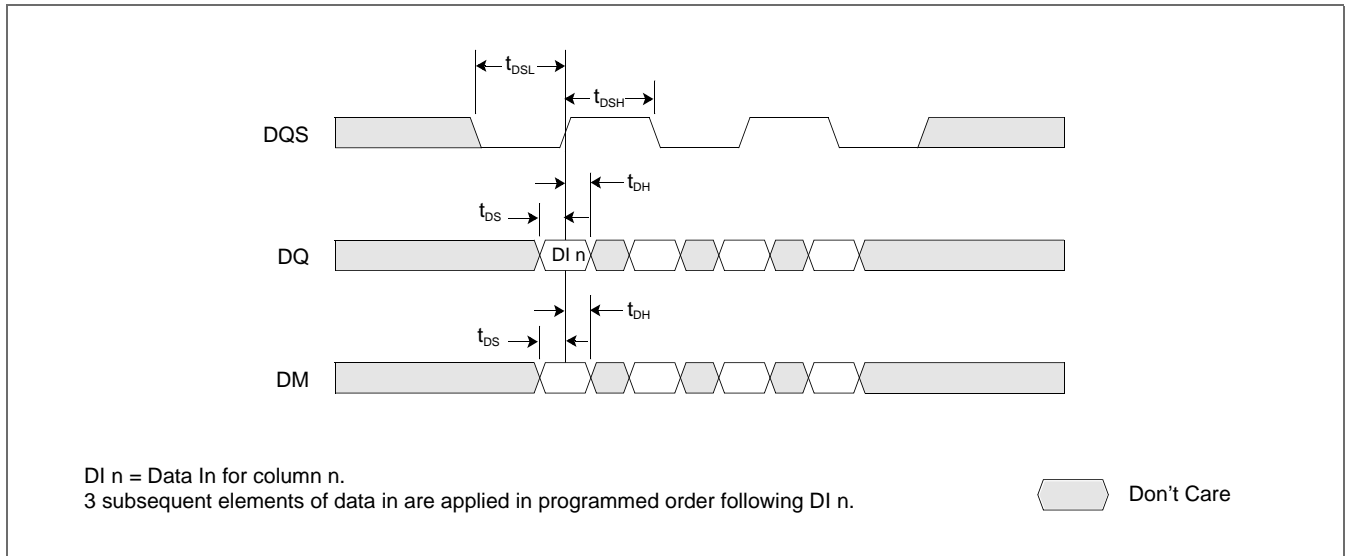 tDSL
tDSH
DQS
tDH
tDS
DQ
DI n
tDH
tDS
DM
DI n = Data In for column n.
3 subsequent elements of data in are applied in programmed order following DI n.
Don't Care